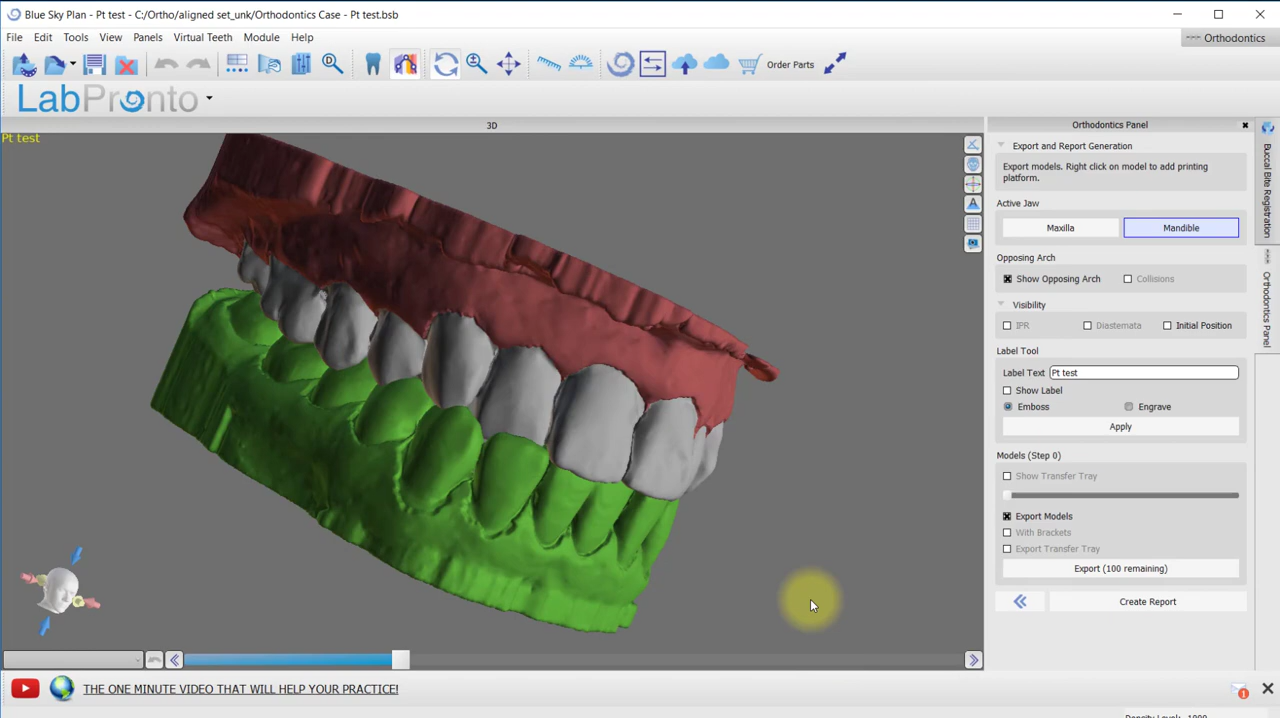 Blue Sky Plan - Pt test - C:/Ortho/aligned set_unk/Orthodontics Case - Pt test.bsb
File Edit Tools View Panels Virtual Teeth Module Help
Orthodontics
Order Parts
LabPronto
3D
Pt test
Orthodontics Panel
Export and Report Generation
Export models. Right click on model to add printing
platform.
Active Jaw
Maxilla Mandible
Opposing Arch
Show Opposing Arch Collisions
Visibility
IPR Diastemata Initial Position
Label Tool
Label Text Pt test
Show Label
Emboss Engrave
Apply
Models (Step 0)
Show Transfer Tray
Export Models
With Brackets
Export Transfer Tray
Export (100 remaining)
Create Report
Buccal Bite Registration
Orthodontics Panel
THE ONE MINUTE VIDEO THAT WILL HELP YOUR PRACTICE!
1